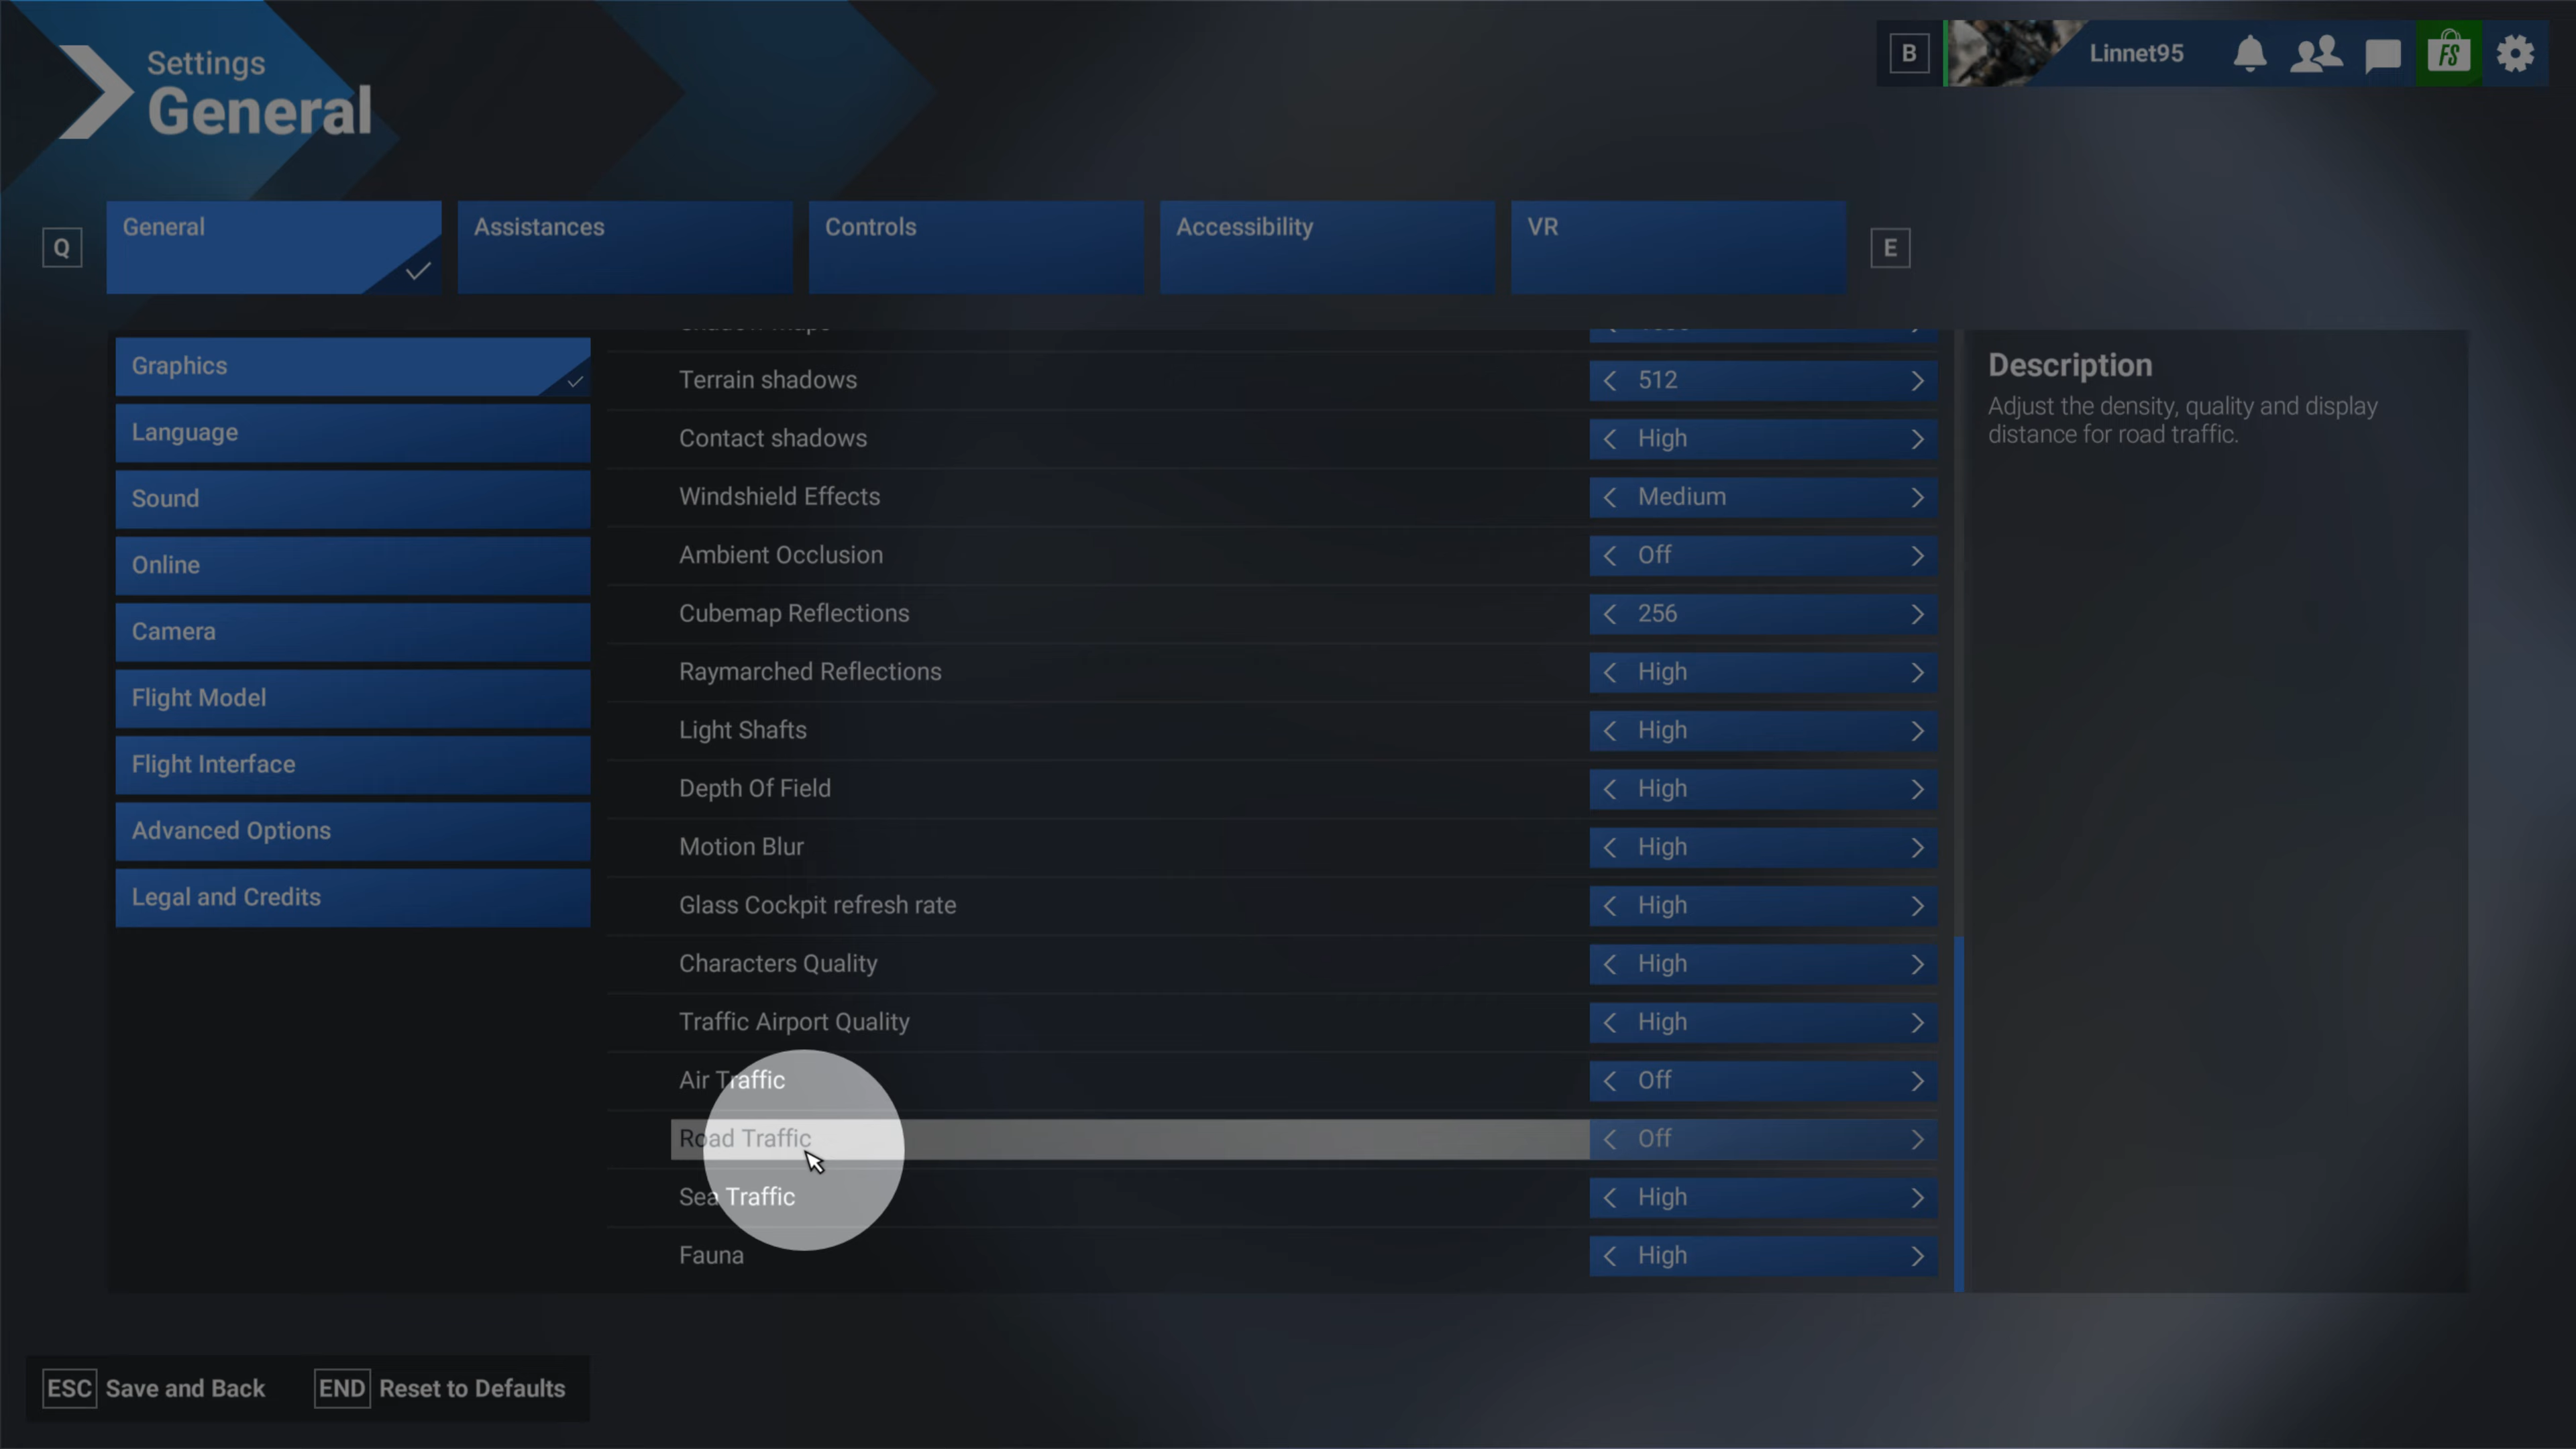 Settings
General
B
Linnet95
FS
Q
General
Assistances
Controls
Accessibility
VR
E
Graphics
Language
Sound
Online
Camera
Flight Model
Flight Interface
Advanced Options
Legal and Credits
Terrain shadows
512
Contact shadows
High
Windshield Effects
Medium
Ambient Occlusion
Off
Cubemap Reflections
256
Raymarched Reflections
High
Light Shafts
High
Depth Of Field
High
Motion Blur
High
Glass Cockpit refresh rate
High
Characters Quality
High
Traffic Airport Quality
High
Air Traffic
Off
Road Traffic
Off
Sea Traffic
High
Fauna
High
Description
Adjust the density, quality and display
distance for road traffic.
ESC Save and Back
END Reset to Defaults